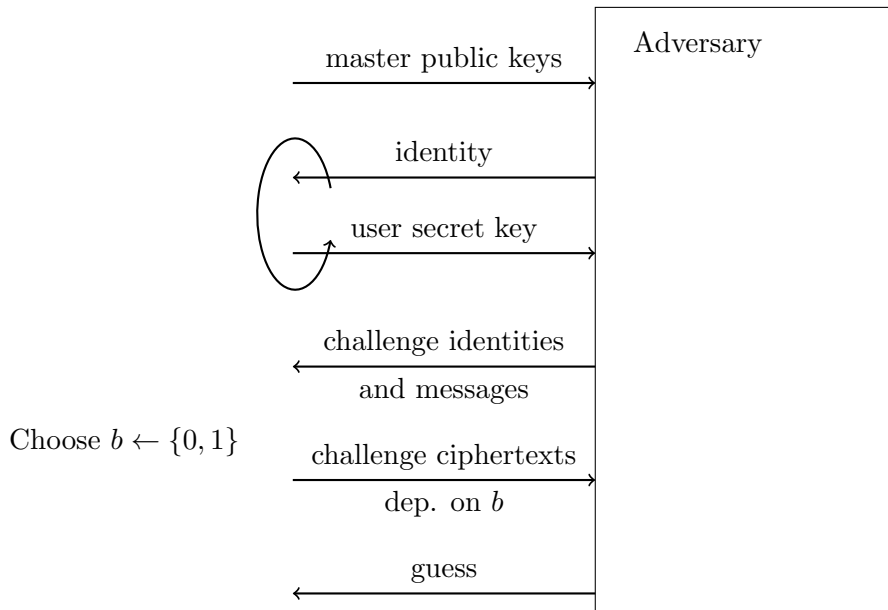 Adversary
master public keys
identity
user secret key
challenge identities
and messages
Choose $b \leftarrow \{0, 1\}$
challenge ciphertexts
dep. on $b$
guess